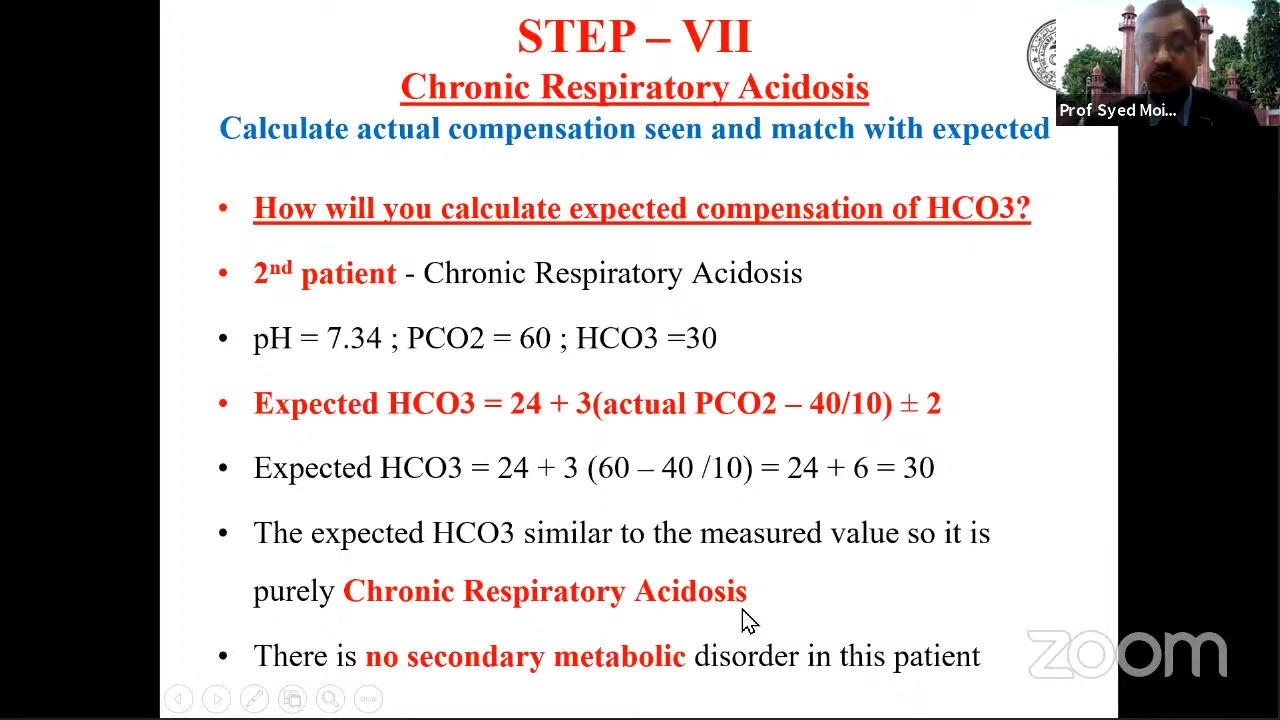 STEP – VII
Chronic Respiratory Acidosis
Calculate actual compensation seen and match with expected
Prof Syed Moi...
• How will you calculate expected compensation of HCO3?
• 2nd patient - Chronic Respiratory Acidosis
• pH = 7.34 ; PCO2 = 60 ; HCO3 =30
• Expected HCO3 = 24 + 3(actual PCO2 – 40/10) ± 2
• Expected HCO3 = 24 + 3 (60 – 40 /10) = 24 + 6 = 30
• The expected HCO3 similar to the measured value so it is
purely Chronic Respiratory Acidosis
• There is no secondary metabolic disorder in this patient
zoom